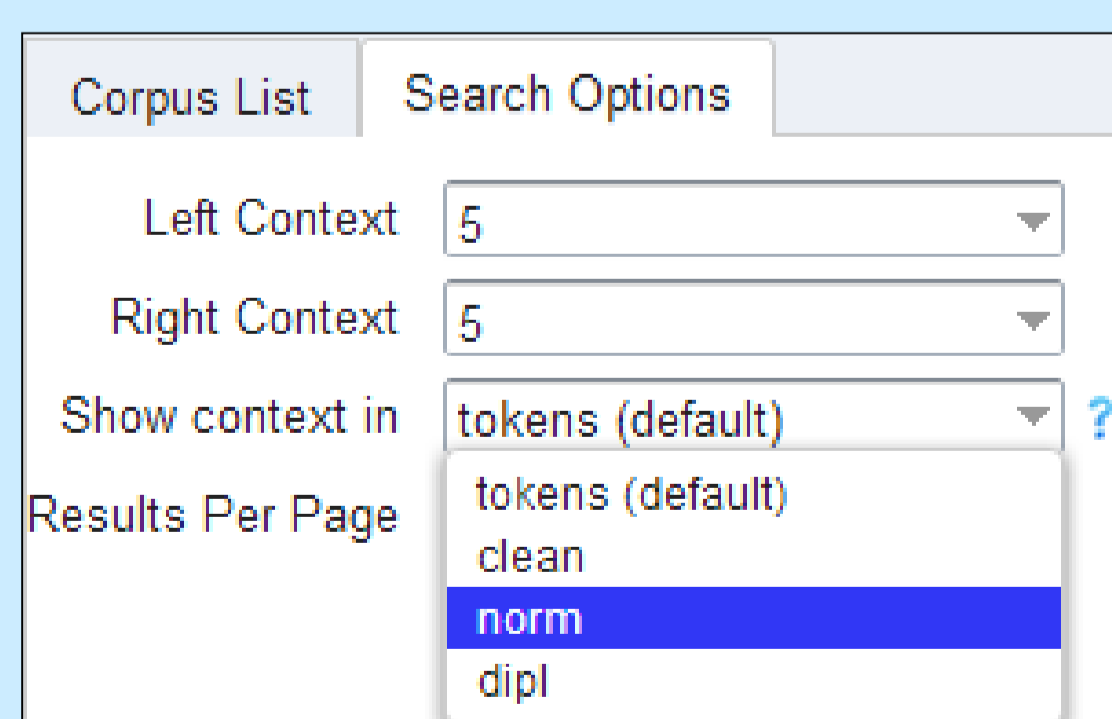 Corpus List Search Options
Left Context 5
Right Context 5
Show context in tokens (default) ?
Results Per Page
tokens (default)
clean
norm
dipl